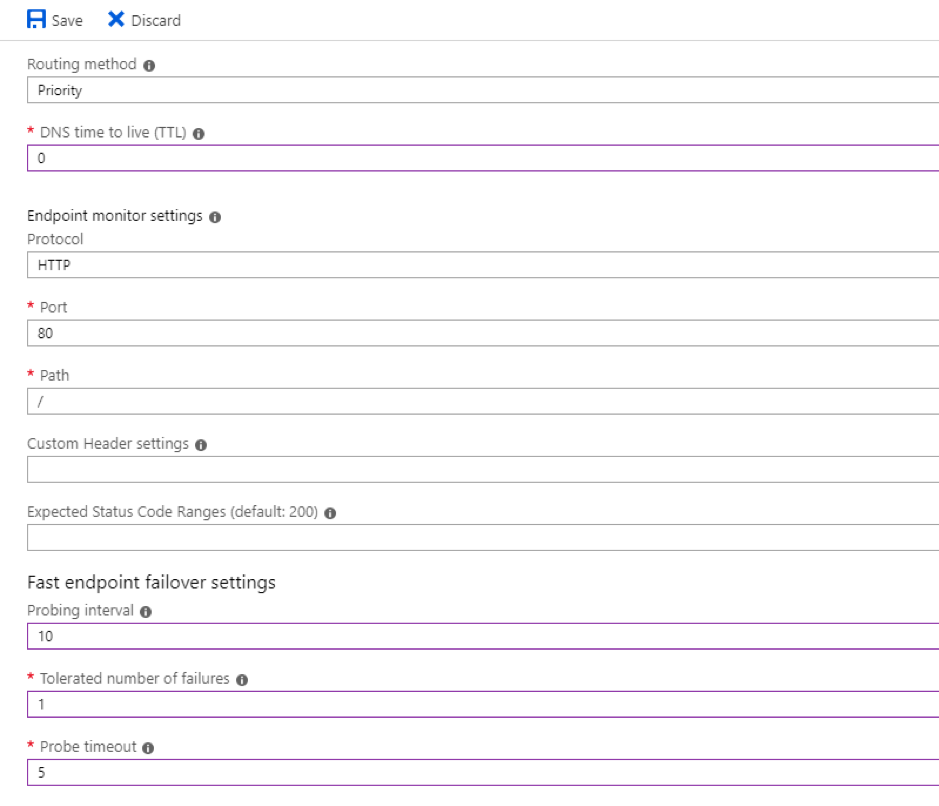 Save Discard
Routing method
Priority
* DNS time to live (TTL)
0
Endpoint monitor settings
Protocol
HTTP
* Port
80
* Path
/
Custom Header settings
Expected Status Code Ranges (default: 200)
Fast endpoint failover settings
Probing interval
10
* Tolerated number of failures
1
* Probe timeout
5